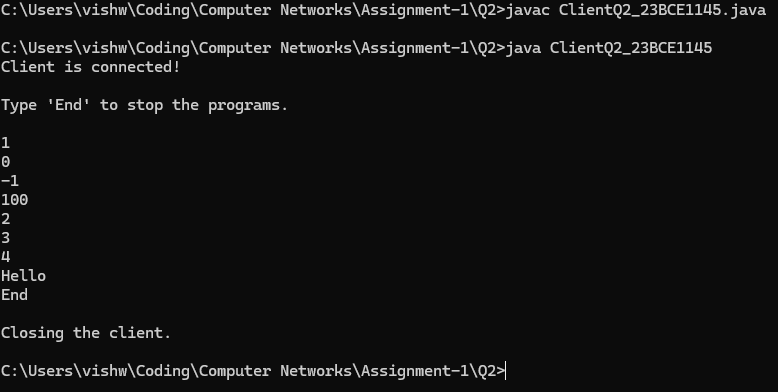 C:\Users\vishw\Coding\Computer Networks\Assignment-1\Q2>javac ClientQ2_23BCE1145.java
C:\Users\vishw\Coding\Computer Networks\Assignment-1\Q2>java ClientQ2_23BCE1145
Client is connected!
Type 'End' to stop the programs.
1
0
-1
100
2
3
4
Hello
End
Closing the client.
C:\Users\vishw\Coding\Computer Networks\Assignment-1\Q2>